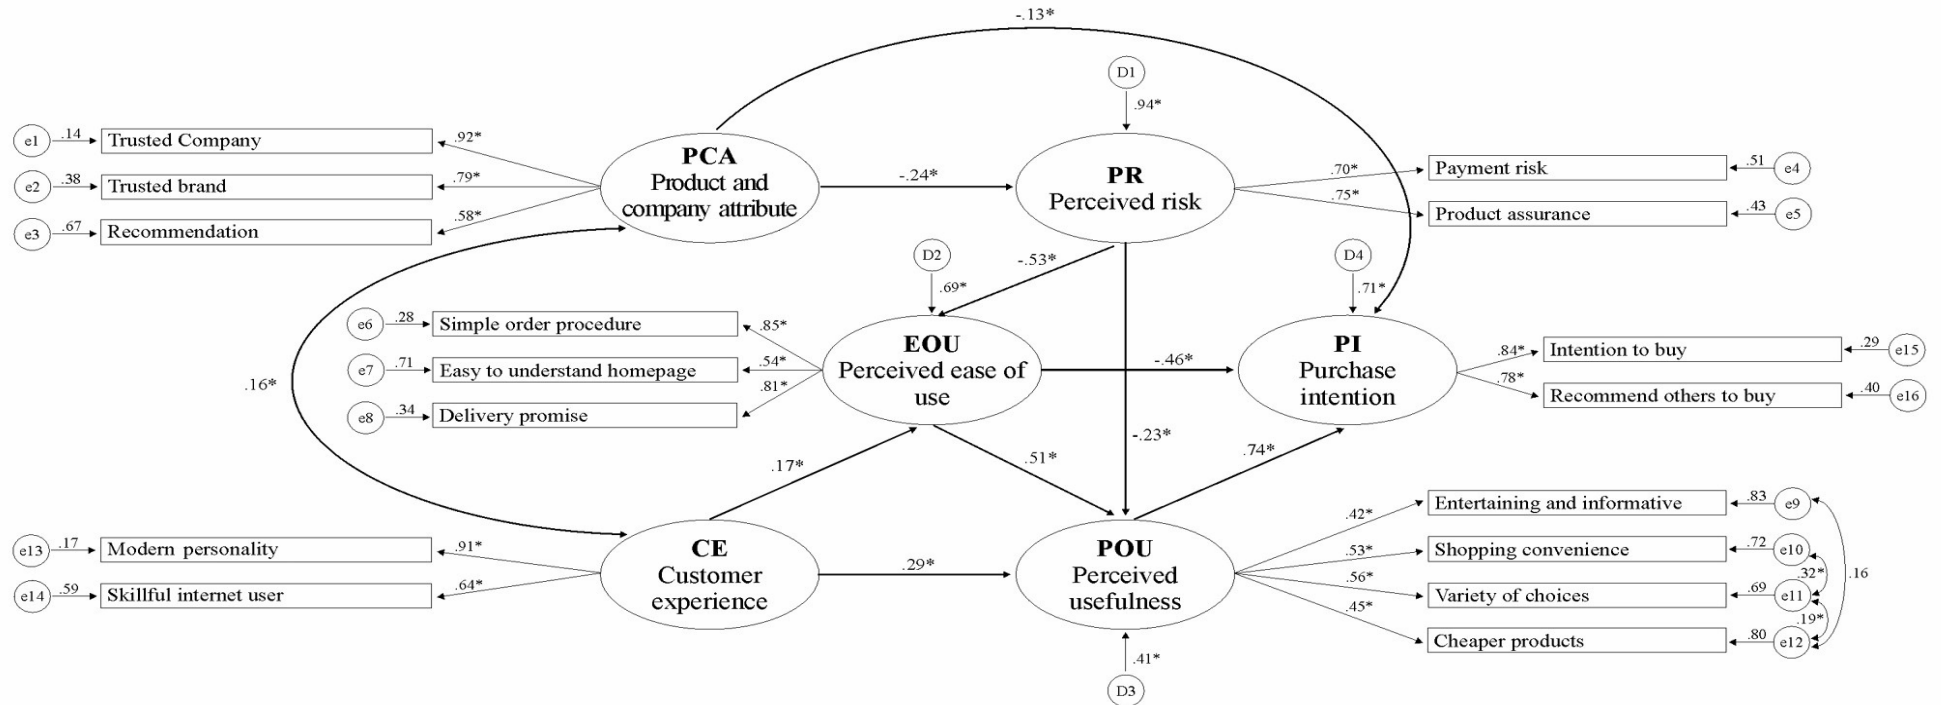 -.13*
D1
.94*
e1 .14 Trusted Company .92*
e2 .38 Trusted brand .79*
e3 .67 Recommendation .58*
PCA
Product and
company attribute
-.24*
PR
Perceived risk
.70* Payment risk .51 e4
.75* Product assurance .43 e5
D2
.69*
-.53*
D4
.71*
e6 .28 Simple order procedure .85*
e7 .71 Easy to understand homepage .54*
e8 .34 Delivery promise .81*
EOU
Perceived ease of
use
-.46*
PI
Purchase
intention
.84* Intention to buy .29 e15
.78* Recommend others to buy .40 e16
.16*
.17*
.51*
-.23*
.74*
e13 .17 Modern personality .91*
e14 .59 Skillful internet user .64*
CE
Customer
experience
.29*
POU
Perceived
usefulness
.42* Entertaining and informative .83 e9
.53* Shopping convenience .72 e10
.32* .16
.56* Variety of choices .69 e11
.19*
.45* Cheaper products .80 e12
.41*
D3